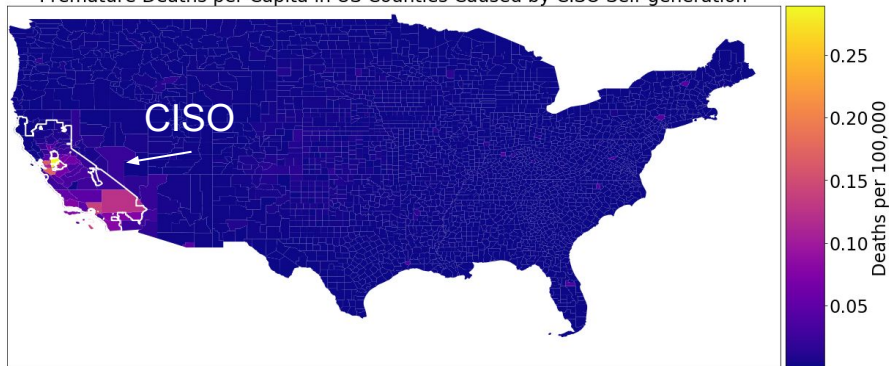 Premature Deaths per Capita in US Counties Caused by CISO Self-generation
CISO
0.25
0.20
0.15
0.10
0.05
Deaths per 100,000